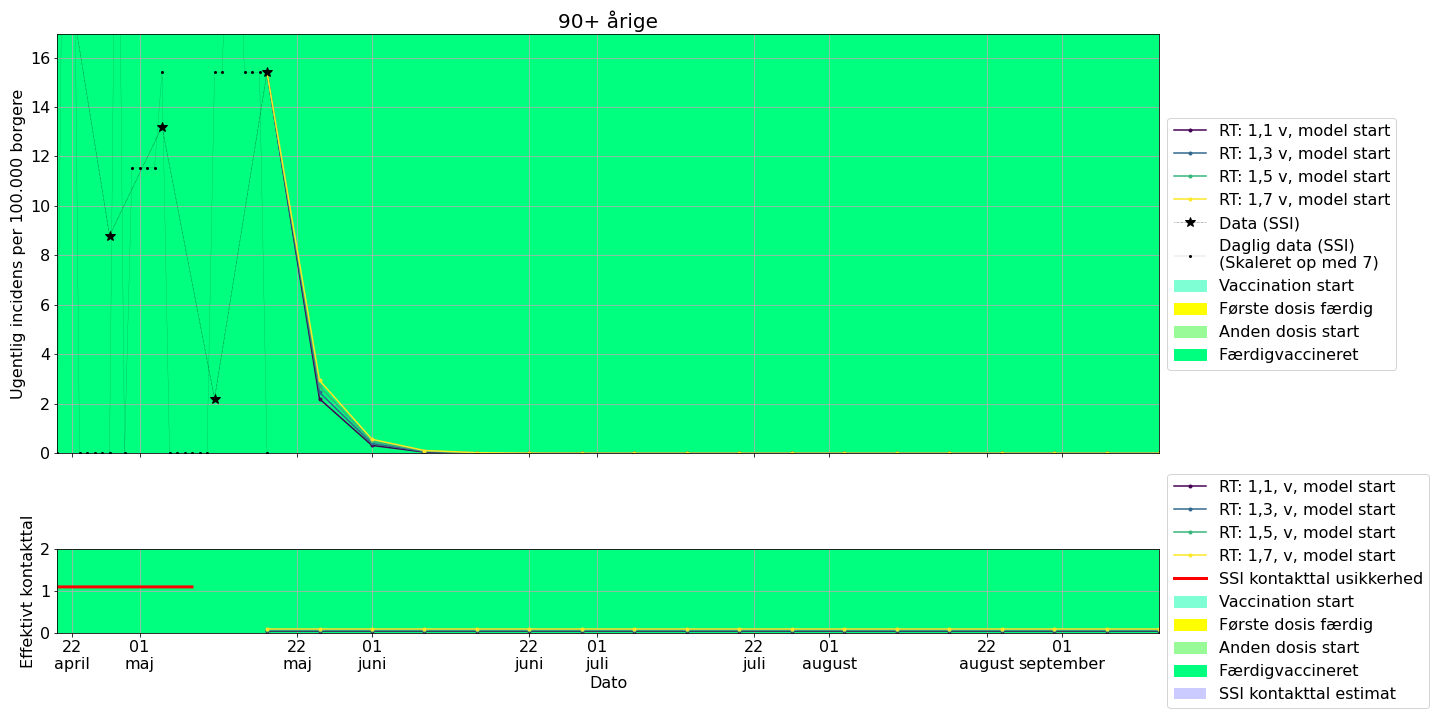 90+ årige
Ugentlig incidens per 100.000 borgere
16
14
12
10
8
6
4
2
0
RT: 1,1 v, model start
RT: 1,3 v, model start
RT: 1,5 v, model start
RT: 1,7 v, model start
Data (SSI)
Daglig data (SSI)
(Skaleret op med 7)
Vaccination start
Første dosis færdig
Anden dosis start
Færdigvaccineret
Effektivt kontakttal
2
1
0
22 01 22 01 22 01 22 01 22 01
april maj maj juni juni juli juli august august september
Dato
RT: 1,1, v, model start
RT: 1,3, v, model start
RT: 1,5, v, model start
RT: 1,7, v, model start
SSI kontakttal usikkerhed
Vaccination start
Første dosis færdig
Anden dosis start
Færdigvaccineret
SSI kontakttal estimat